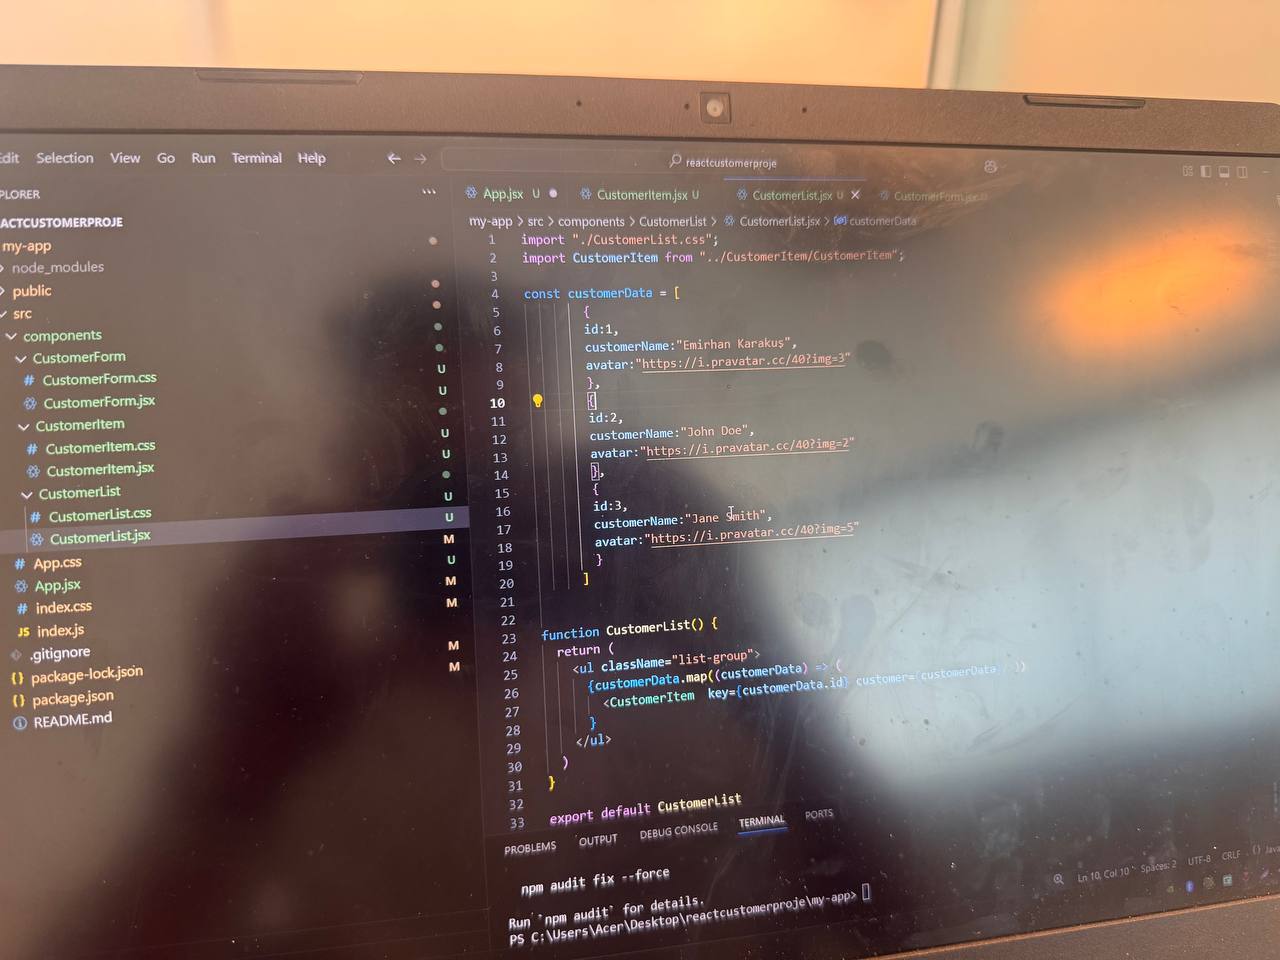 Edit Selection View Go Run Terminal Help
reactcustomerproje
PLORER
ACTCUSTOMERPROJE
my-app
node_modules
public
src
components
CustomerForm
CustomerForm.css U
CustomerForm.jsx U
CustomerItem
CustomerItem.css U
CustomerItem.jsx U
CustomerList
CustomerList.css U
CustomerList.jsx U
App.css M
App.jsx U
index.css M
index.js M
.gitignore
package-lock.json M
package.json M
README.md
App.jsx U
CustomerItem.jsx U
CustomerList.jsx U
CustomerForm.jsx U
my-app > src > components > CustomerList > CustomerList.jsx > customerData
1 import "./CustomerList.css";
2 import CustomerItem from "../CustomerItem/CustomerItem";
3
4 const customerData = [
5 {
6 id:1,
7 customerName:"Emirhan Karakuş",
8 avatar:"https://i.pravatar.cc/40?img=3"
9 },
10 {
11 id:2,
12 customerName:"John Doe",
13 avatar:"https://i.pravatar.cc/40?img=2"
14 },
15 {
16 id:3,
17 customerName:"Jane Smith",
18 avatar:"https://i.pravatar.cc/40?img=5"
19 }
20 ]
21
22
23 function CustomerList() {
24 return (
25 <ul className="list-group">
26 {customerData.map((customerData) => (
27 <CustomerItem key={customerData.id} customer={customerData} ))
28 }
29 </ul>
30 )
31 }
32
33 export default CustomerList
PROBLEMS OUTPUT DEBUG CONSOLE TERMINAL PORTS
npm audit fix --force
Run `npm audit` for details.
PS C:\Users\Acer\Desktop\reactcustomerproje\my-app>
Ln 10, Col 10 Spaces: 2 UTF-8 CRLF {} Java